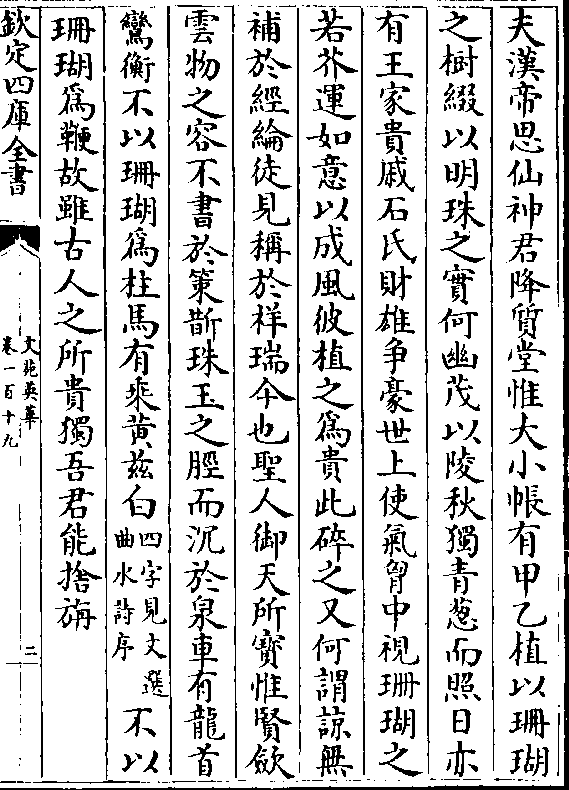 夫漢帝思仙神君降質堂惟大小帳有甲乙植以珊瑚
之樹綴以明珠之實何幽茂以陵秋獨青葱而照日亦
有王家貴戚石氏財雄争豪世上使氣胷中視珊瑚之
若芥運如意以成風彼植之為貴此碎之又何謂諒無
補於經綸徒見稱於祥瑞今也聖人御天所寳惟賢歛
雲物之容不書於策斮珠玉之脛而沉於泉車有龍首
鸞衡不以珊瑚為柱馬有乘黄兹白四字見文選曲水詩序不以
珊瑚為鞭故雖古人之所貴獨吾君能捨旃
欽定四庫全書
文苑英華
卷一百十九
二